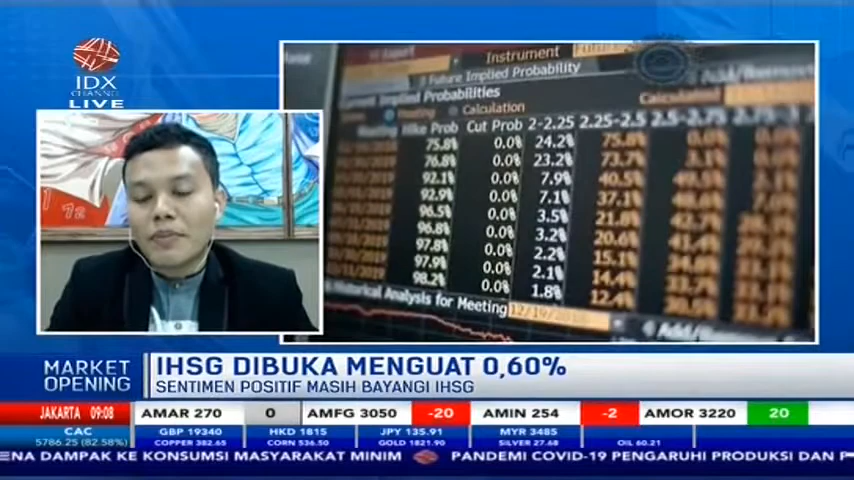 IDX
CHANNEL
LIVE
Instrument
Future Implied Probability
Current Implied Probabilities
Calculation
Meeting Hike Prob Cut Prob 2-2.25 2.25-2.5 2.5-2.75
75.8% 0.0% 24.2% 75.8% 0.0%
76.8% 0.0% 23.2% 73.7% 3.1%
92.1% 0.0% 7.9% 40.5%
92.9% 0.0% 7.1% 37.1%
96.5% 0.0% 3.5% 21.8%
96.8% 0.0% 3.2% 20.6%
97.8% 0.0% 2.2% 15.1%
97.9% 0.0% 2.1% 14.4%
98.2% 0.0% 1.8% 12.4%
Historical Analysis for Meeting
172
MARKET
OPENING
IHSG DIBUKA MENGUAT 0,60%
SENTIMEN POSITIF MASIH BAYANGI IHSG
JAKARTA 09:08 AMAR 270 0 AMFG 3050 -20 AMIN 254 -2 AMOR 3220 20
CAC GBP 19340 HKD 1815 JPY 135.91 MYR 3485
5786.25 (82.58%) COPPER 382.65 CORN 536.50 GOLD 1821.90 SILVER 27.68 OIL 60.21
ENA DAMPAK KE KONSUMSI MASYARAKAT MINIM PANDEMI COVID-19 PENGARUHI PRODUKSI DAN P